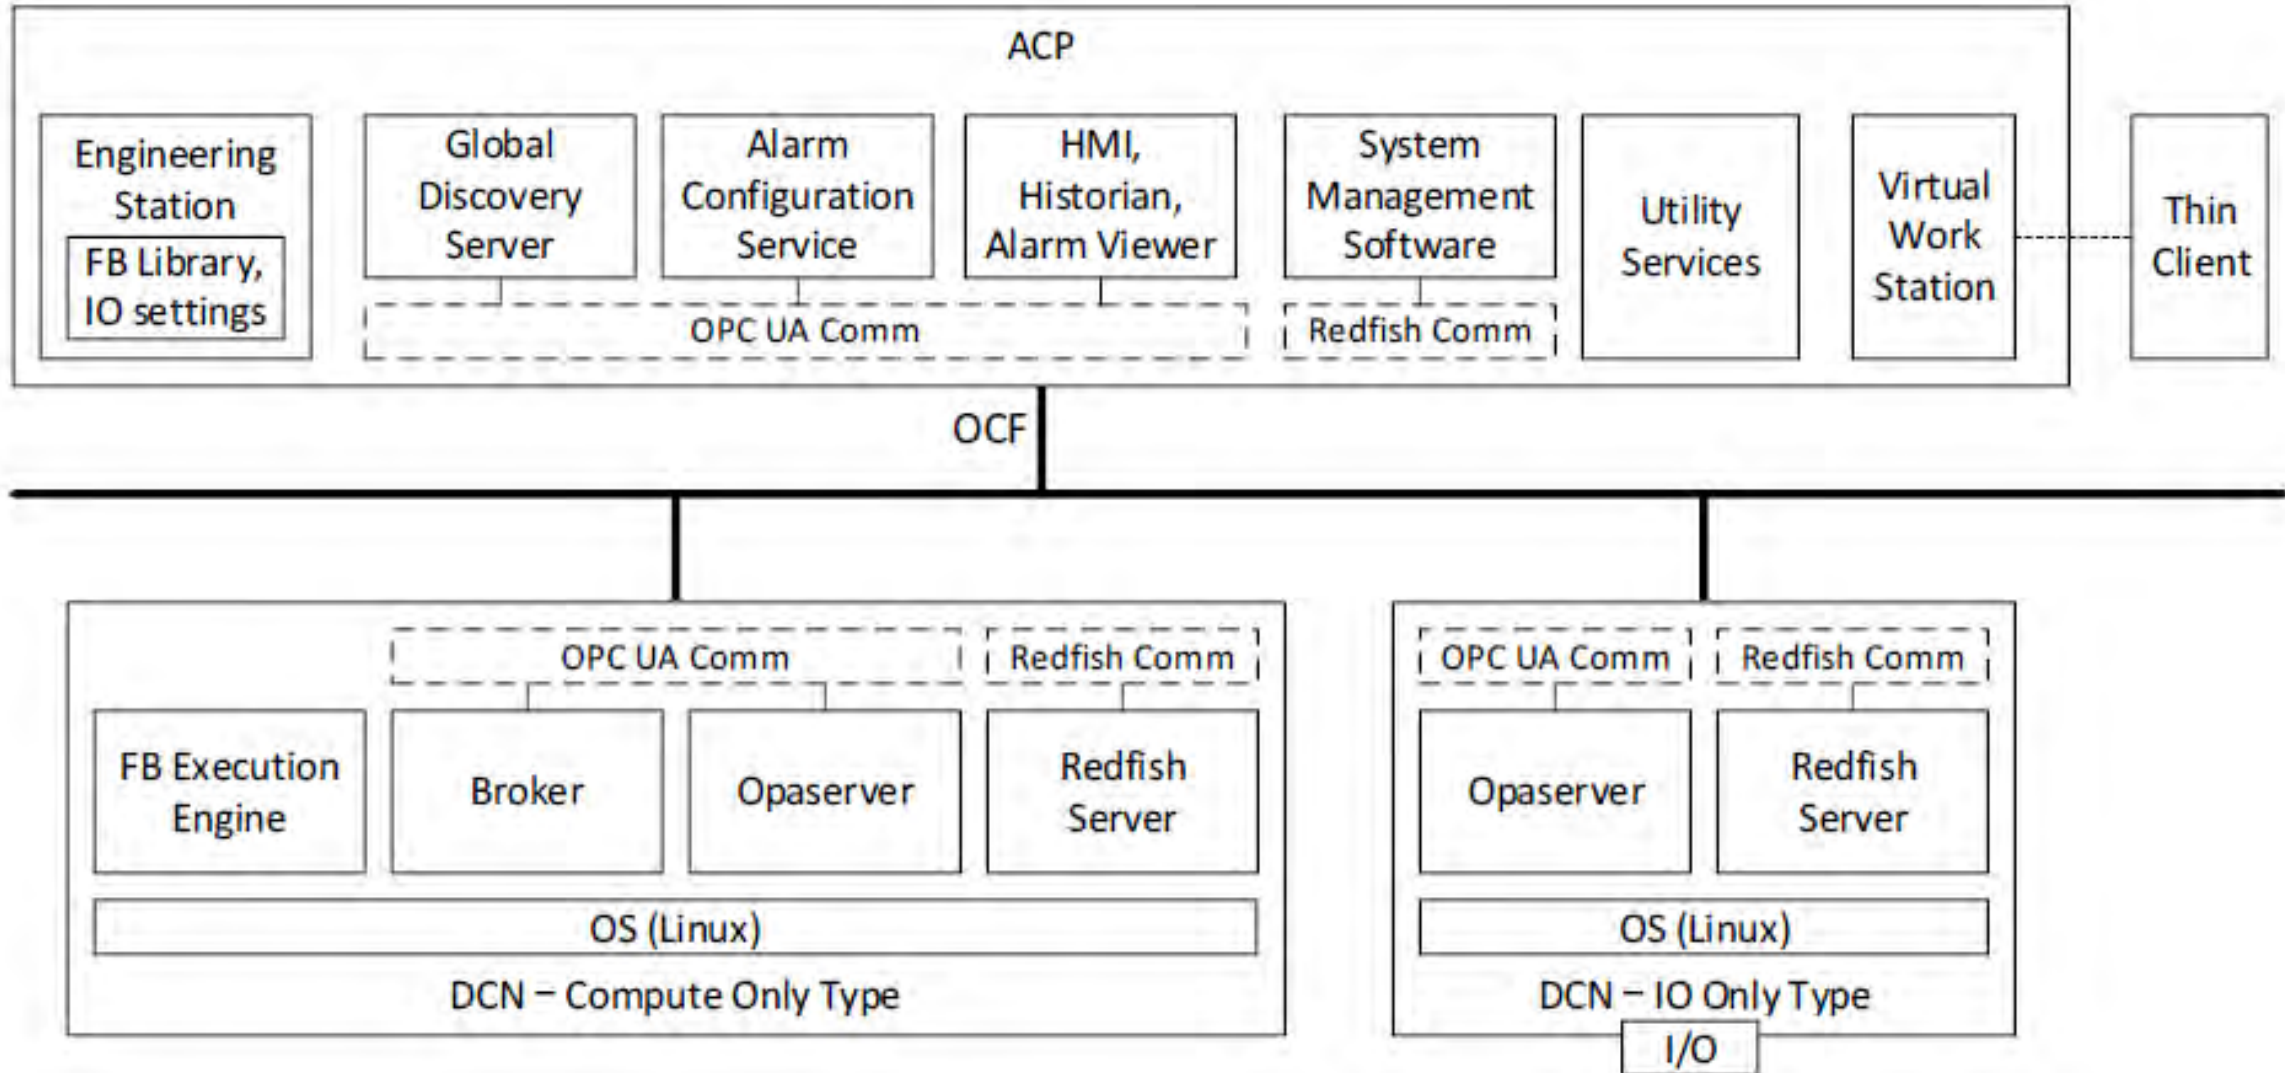 ACP
Engineering
Station
FB Library,
IO settings
Global
Discovery
Server
Alarm
Configuration
Service
HMI,
Historian,
Alarm Viewer
OPC UA Comm
System
Management
Software
Redfish Comm
Utility
Services
Virtual
Work
Station
Thin
Client
OCF
OPC UA Comm
Redfish Comm
FB Execution
Engine
Broker
Opaserver
Redfish
Server
OS (Linux)
DCN – Compute Only Type
OPC UA Comm
Redfish Comm
Opaserver
Redfish
Server
OS (Linux)
DCN – IO Only Type
I/O